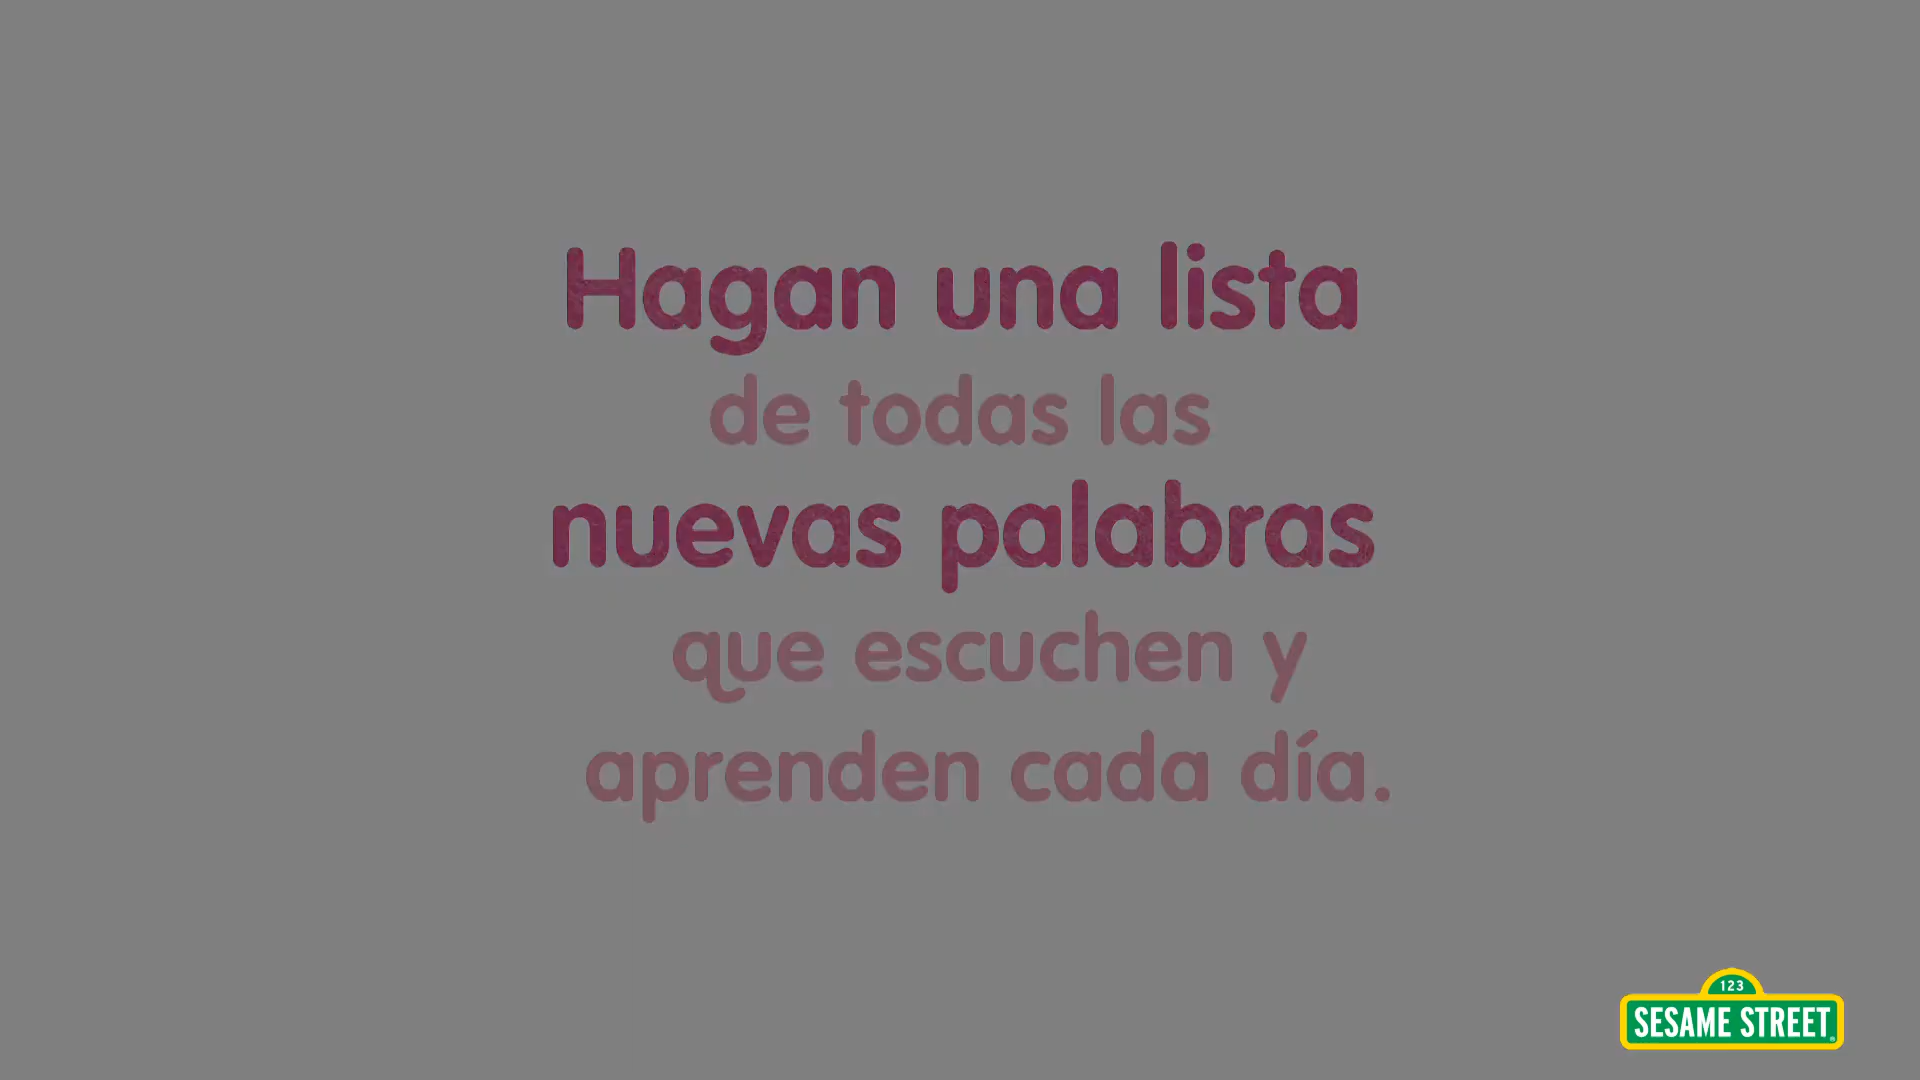 Hagan una lista
de todas las
nuevas palabras
que escuchen y
aprenden cada día.
123
SESAME STREET